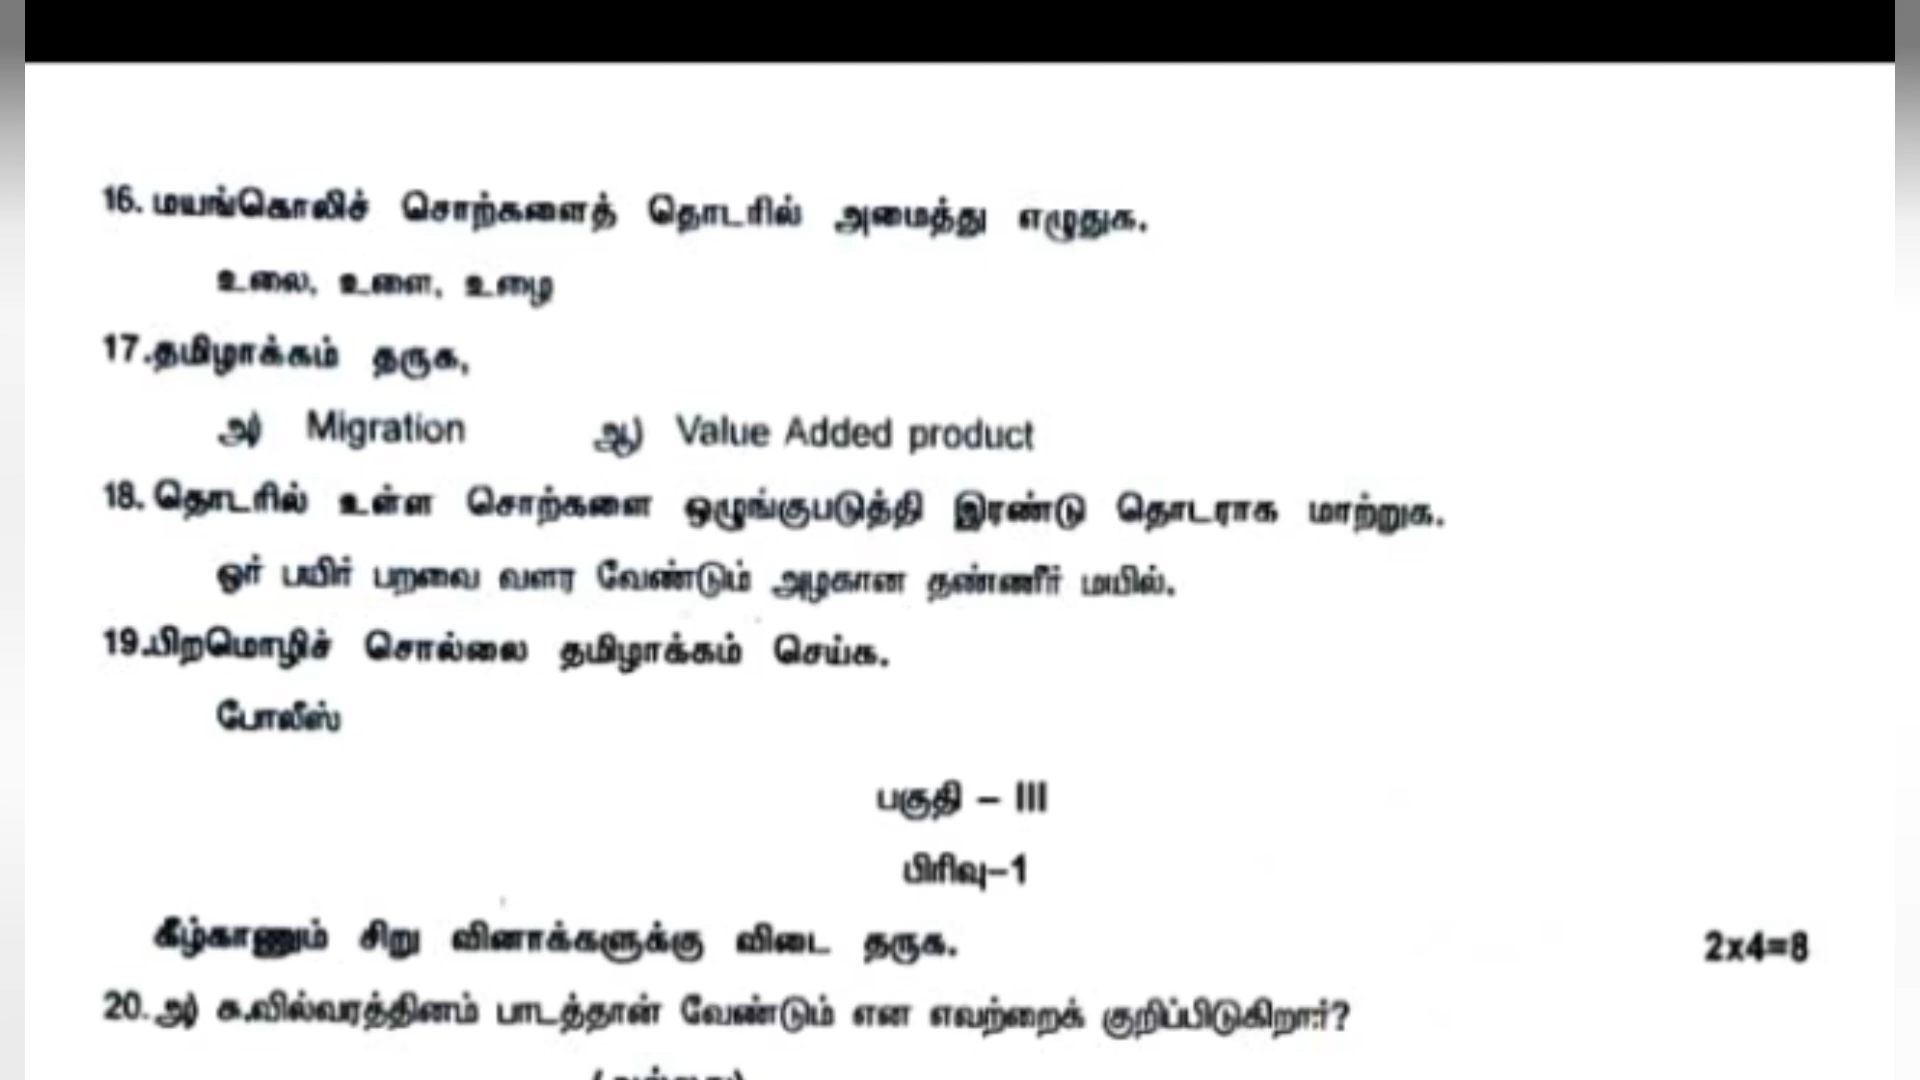 16. மயங்கொலிச் சொற்களைத் தொடரில் அமைத்து எழுதுக.
உலை, உளை, உழை
17.தமிழாக்கம் தருக,
அ) Migration ஆ) Value Added product
18. தொடரில் உள்ள சொற்களை ஒழுங்குபடுத்தி இரண்டு தொடராக மாற்றுக.
ஓர் பயிர் பறவை வளர வேண்டும் அழகான தண்ணீர் மயில்.
19.பிறமொழிச் சொல்லை தமிழாக்கம் செய்க.
போலீஸ்
பகுதி – III
பிரிவு–1
கீழ்காணும் சிறு வினாக்களுக்கு விடை தருக. 2x4=8
20. அ) சு.வில்வரத்தினம் பாடத்தான் வேண்டும் என எவற்றைக் குறிப்பிடுகிறார்?